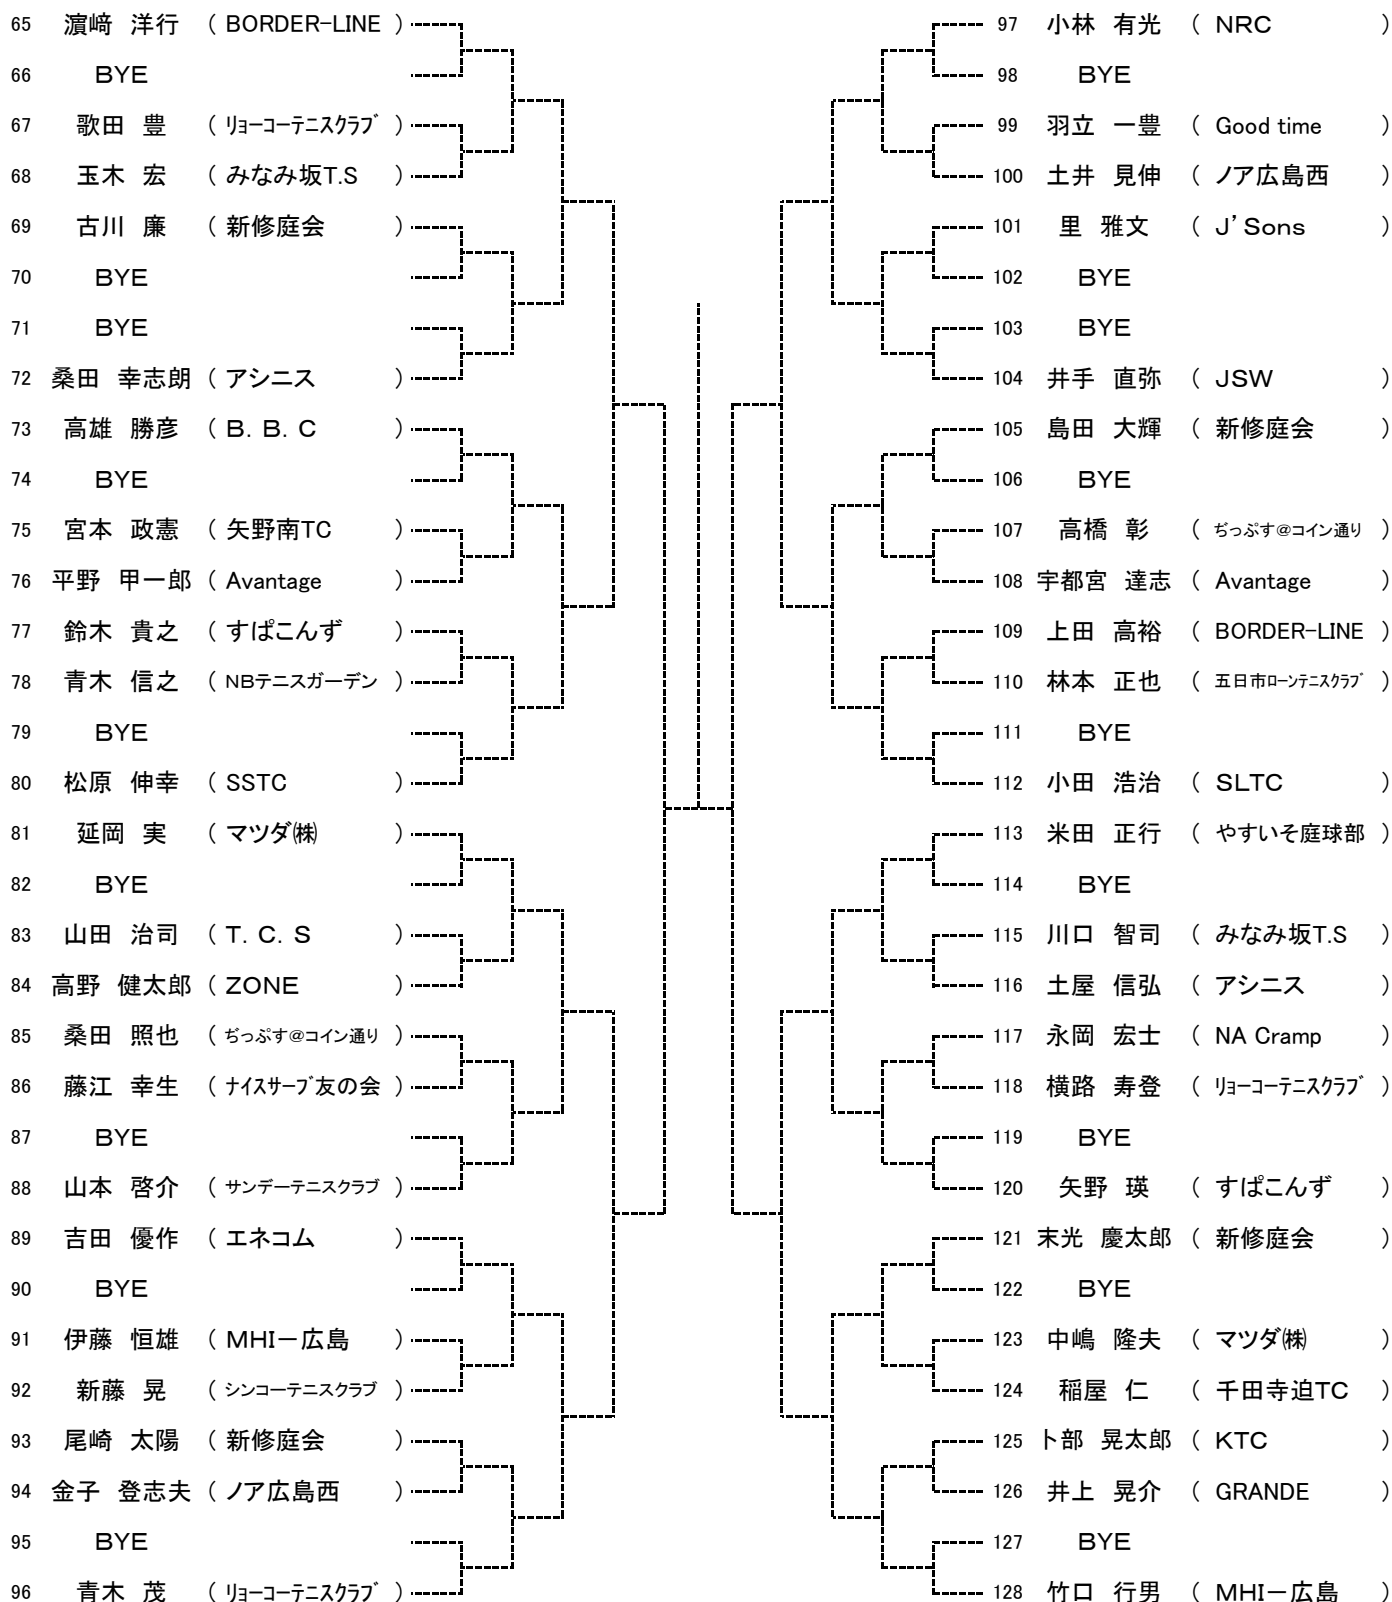 65 濵﨑 洋行 ( BORDER-LINE )
66 BYE
67 歌田 豊 ( ﾘｮｰｺｰﾃﾆｽｸﾗﾌﾞ )
68 玉木 宏 ( みなみ坂T.S )
69 古川 廉 ( 新修庭会 )
70 BYE
71 BYE
72 桑田 幸志朗 ( アシニス )
73 高雄 勝彦 ( B. B. C )
74 BYE
75 宮本 政憲 ( 矢野南TC )
76 平野 甲一郎 ( Avantage )
77 鈴木 貴之 ( すぱこんず )
78 青木 信之 ( NBテニスガーデン )
79 BYE
80 松原 伸幸 ( SSTC )
81 延岡 実 ( マツダ㈱ )
82 BYE
83 山田 治司 ( T. C. S )
84 高野 健太郎 ( ZONE )
85 桑田 照也 ( ぢっぷす@コイン通り )
86 藤江 幸生 ( ﾅｲｽｻｰﾌﾞ友の会 )
87 BYE
88 山本 啓介 ( サンデーテニスクラブ )
89 吉田 優作 ( エネコム )
90 BYE
91 伊藤 恒雄 ( MHI－広島 )
92 新藤 晃 ( シンコーテニスクラブ )
93 尾崎 太陽 ( 新修庭会 )
94 金子 登志夫 ( ノア広島西 )
95 BYE
96 青木 茂 ( ﾘｮｰｺｰﾃﾆｽｸﾗﾌﾞ )
97 小林 有光 ( NRC )
98 BYE
99 羽立 一豊 ( Good time )
100 土井 見伸 ( ノア広島西 )
101 里 雅文 ( J’Sons )
102 BYE
103 BYE
104 井手 直弥 ( JSW )
105 島田 大輝 ( 新修庭会 )
106 BYE
107 高橋 彰 ( ぢっぷす@コイン通り )
108 宇都宮 達志 ( Avantage )
109 上田 高裕 ( BORDER-LINE )
110 林本 正也 ( 五日市ﾛｰﾝﾃﾆｽｸﾗﾌﾞ )
111 BYE
112 小田 浩治 ( SLTC )
113 米田 正行 ( やすいそ庭球部 )
114 BYE
115 川口 智司 ( みなみ坂T.S )
116 土屋 信弘 ( アシニス )
117 永岡 宏士 ( NA Cramp )
118 横路 寿登 ( ﾘｮｰｺｰﾃﾆｽｸﾗﾌﾞ )
119 BYE
120 矢野 瑛 ( すぱこんず )
121 末光 慶太郎 ( 新修庭会 )
122 BYE
123 中嶋 隆夫 ( マツダ㈱ )
124 稲屋 仁 ( 千田寺迫TC )
125 卜部 晃太郎 ( KTC )
126 井上 晃介 ( GRANDE )
127 BYE
128 竹口 行男 ( MHI－広島 )